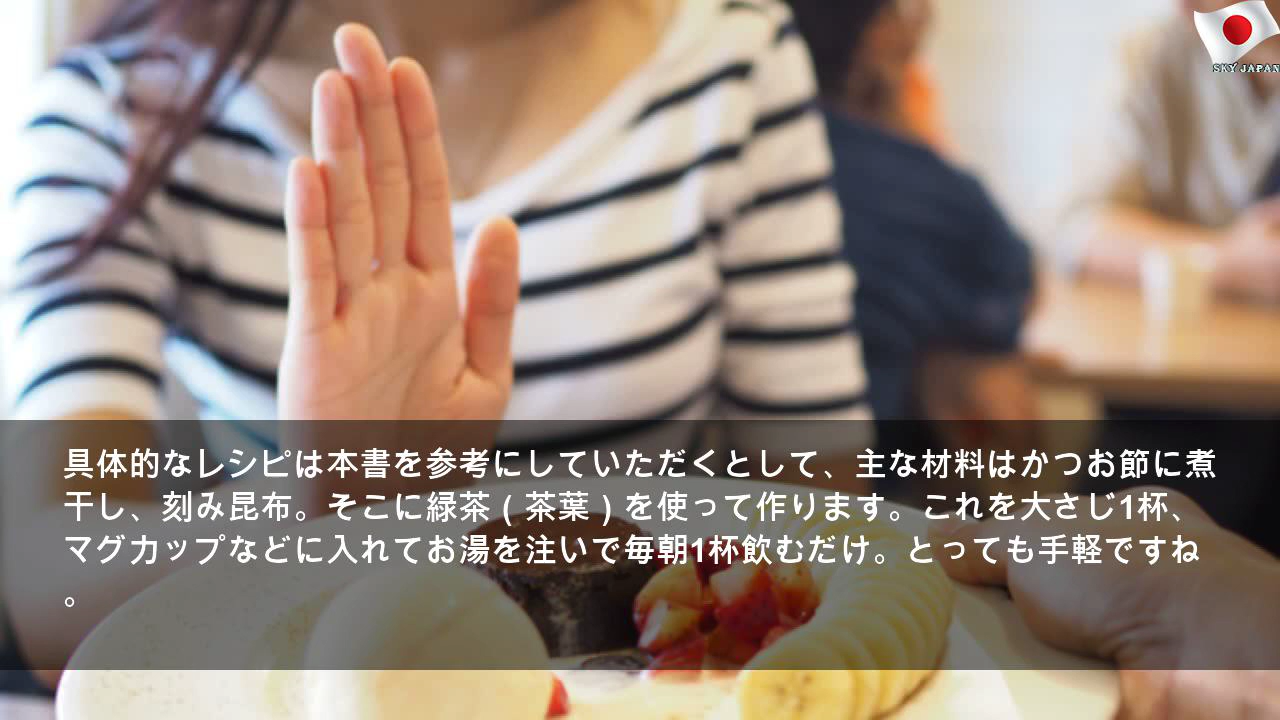 SKY JAPAN
具体的なレシピは本書を参考にしていただくとして、主な材料はかつお節に煮
干し、刻み昆布。そこに緑茶（茶葉）を使って作ります。これを大さじ1杯、
マグカップなどに入れてお湯を注いで毎朝1杯飲むだけ。とっても手軽ですね
。